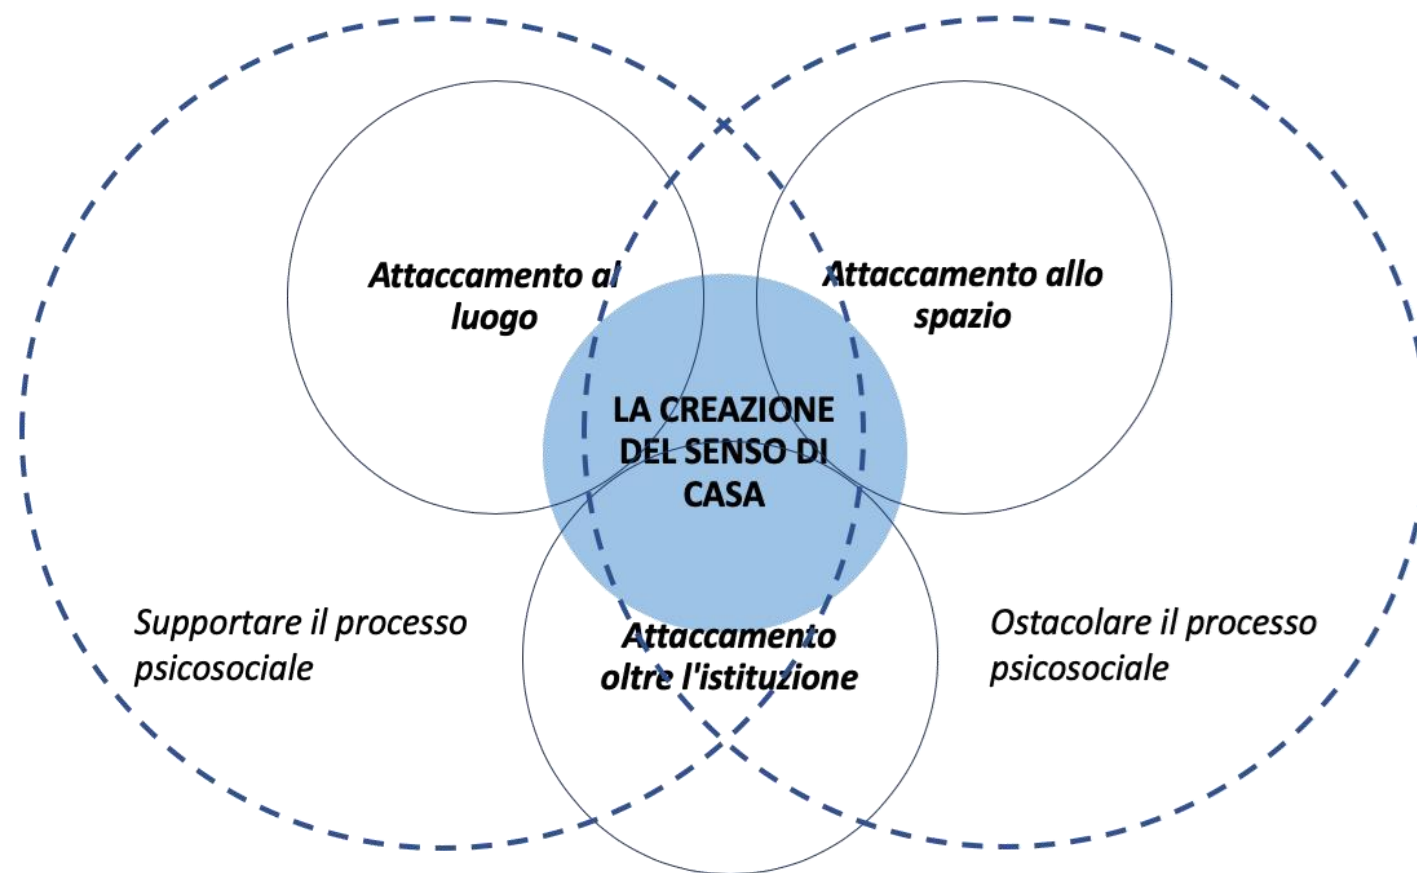 Attaccamento al
luogo
Attaccamento allo
spazio
LA CREAZIONE
DEL SENSO DI
CASA
Supportare il processo
psicosociale
Attaccamento
oltre l'istituzione
Ostacolare il processo
psicosociale